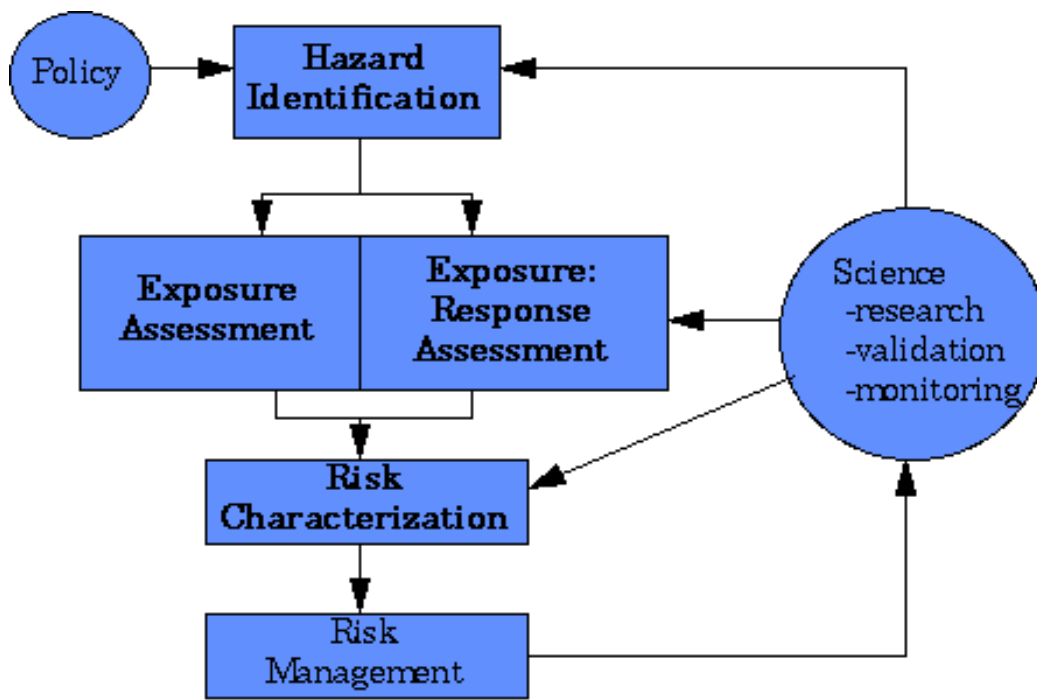 Policy
Hazard
Identification
Exposure
Assessment
Exposure:
Response
Assessment
Science
-research
-validation
-monitoring
Risk
Characterization
Risk
Management